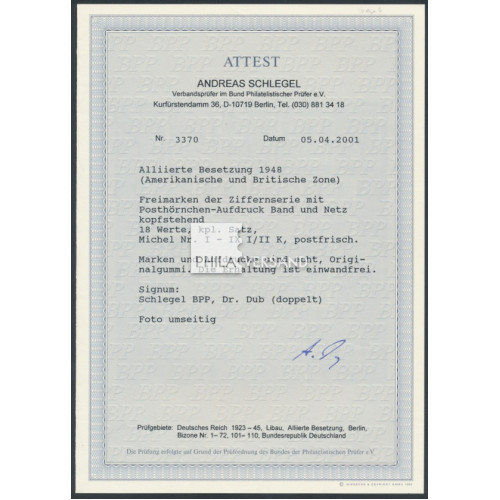 ATTEST
ANDREAS SCHLEGEL
Verbandsprüfer im Bund Philatelistischer Prüfer e.V.
Kurfürstendamm 36, D-10719 Berlin, Tel. (030) 881 34 18
Nr. 3370 Datum 05.04.2001
Alliierte Besetzung 1948
(Amerikanische und Britische Zone)
Freimarken der Ziffernserie mit
Posthörnchen-Aufdruck Band und Netz
kopfstehend
18 Werte, kpl. Satz,
Michel Nr. I - IX I/II K, postfrisch.
Marken und Aufdrucke sind echt, Origi-
nalgummi. Die Erhaltung ist einwandfrei.
PHILA VERSAND
Signum:
Schlegel BPP, Dr. Dub (doppelt)
Foto umseitig
Prüfgebiete: Deutsches Reich 1923 – 45, Libau, Alliierte Besetzung, Berlin,
Bizone Nr. 1– 72, 101– 110, Bundesrepublik Deutschland
Die Prüfung erfolgte auf Grund der Prüfordnung des Bundes der Philatelistischen Prüfer e.V.